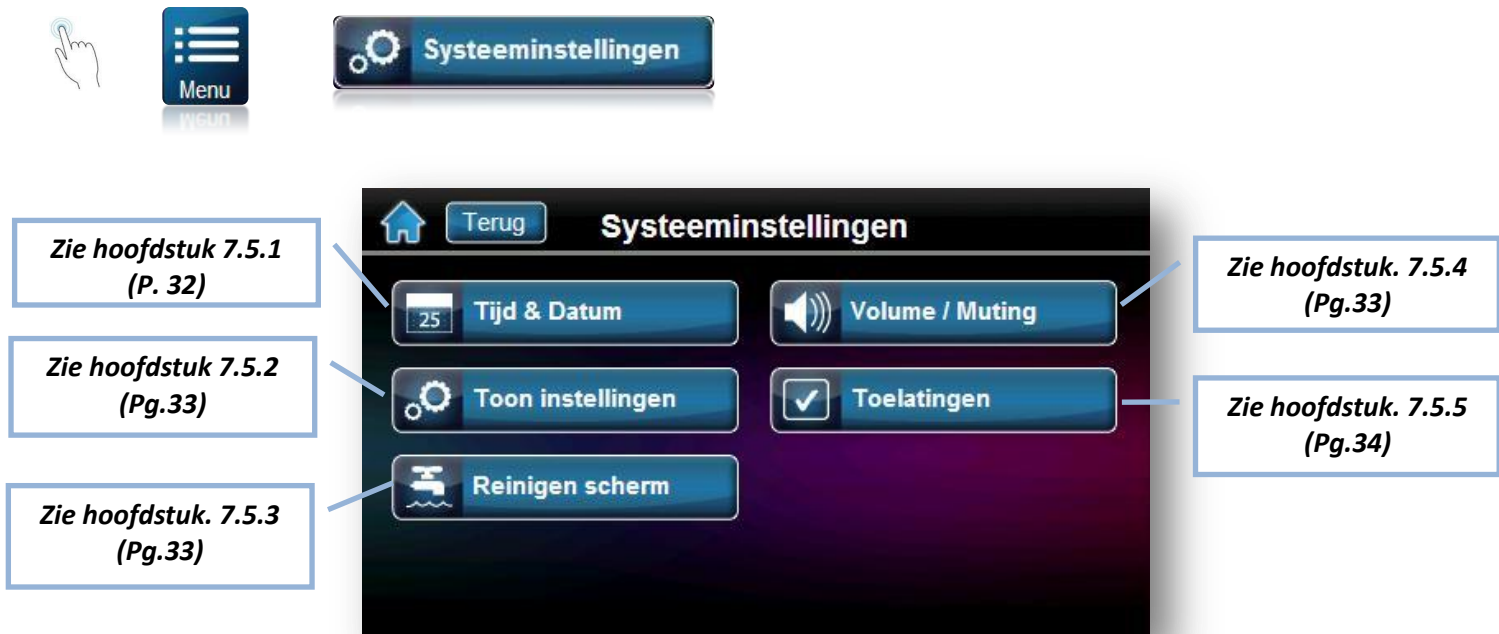 Menu
Systeeminstellingen
Terug
Systeeminstellingen
Zie hoofdstuk 7.5.1
(P. 32)
25
Tijd & Datum
Volume / Muting
Zie hoofdstuk. 7.5.4
(Pg.33)
Zie hoofdstuk 7.5.2
(Pg.33)
Toon instellingen
Toelatingen
Zie hoofdstuk. 7.5.5
(Pg.34)
Zie hoofdstuk. 7.5.3
(Pg.33)
Reinigen scherm